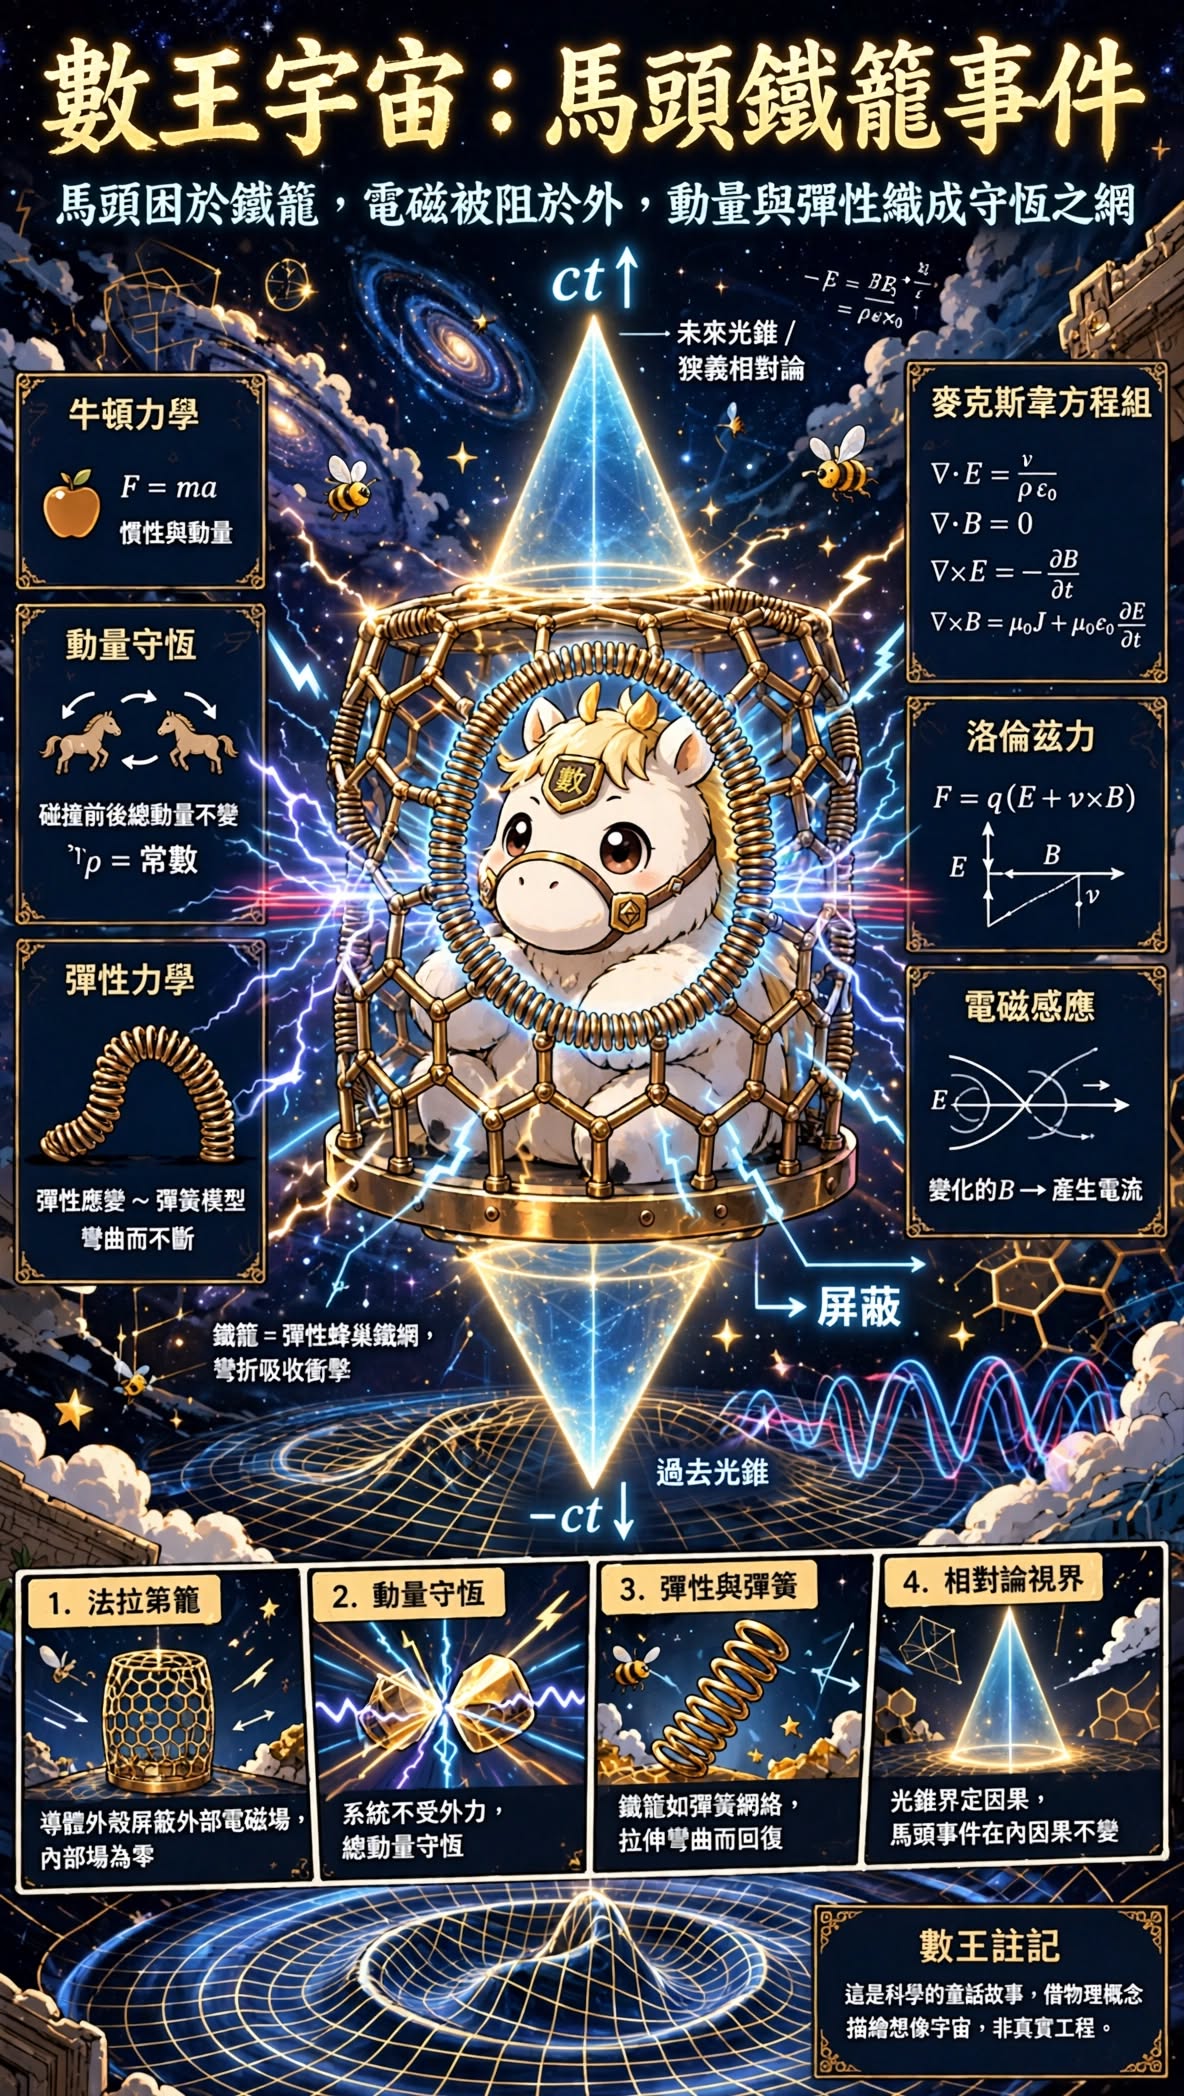 數王宇宙：馬頭鐵籠事件
馬頭困於鐵籠，電磁被阻於外，動量與彈性織成守恆之網
ct↑
未來光錐 /
狹義相對論
牛頓力學
F = ma
慣性與動量
動量守恆
碰撞前後總動量不變
ρ = 常數
彈性力學
彈性應變 ~ 彈簧模型
彎曲而不斷
麥克斯韋方程組
∇·E = v/ρε₀
∇·B = 0
∇×E = −∂B/∂t
∇×B = μ₀J + μ₀ε₀ ∂E/∂t
洛倫茲力
F = q(E + v×B)
E
B
v
電磁感應
E
變化的B → 產生電流
屏蔽
鐵籠 = 彈性蜂巢鐵網，
彎折吸收衝擊
過去光錐
−ct↓
1. 法拉第籠
導體外殼屏蔽外部電磁場，
內部場為零
2. 動量守恆
系統不受外力，
總動量守恆
3. 彈性與彈簧
鐵籠如彈簧網絡，
拉伸彎曲而回復
4. 相對論視界
光錐界定因果，
馬頭事件在內因果不變
數
數王註記
這是科學的童話故事，借物理概念
描繪想像宇宙，非真實工程。